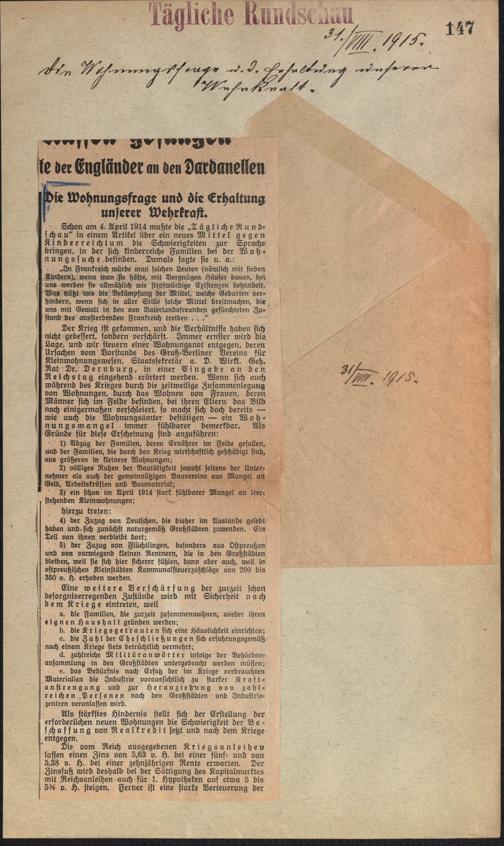 Tägliche Rundschau
147
31./VIII. 1915.
Die Wohnungsfrage u. d. Erhaltung unserer
Wehrkraft.
te der Engländer an den Dardanellen
Die Wohnungsfrage und die Erhaltung
unserer Wehrkraft.
Schon am 4. April 1914 mußte die „Tägliche Rund-
schau“ in einem Artikel über ein neues Mittel gegen
Kinderreichtum die Schwierigkeiten zur Sprache
bringen, in der sich kinderreiche Familien bei der Woh-
nungssuche befinden. Damals sagte sie u. a.:
„In Frankreich würde man solchen Leuten (nämlich mit sieben
Kindern), wenn man sie hätte, mit Vergnügen Häuser bauen, bei
uns werden sie allmählich wie strafwürdige Existenzen behandelt.
Was nützt uns die Bekämpfung der Mittel, welche Geburten ver-
hindern, wenn sich in aller Stille solche Mittel breitmachen, die
uns mit Gewalt in den von Vaterlandsfreunden gefürchteten Zu-
stand des aussterbenden Frankreich treiben . . .“
Der Krieg ist gekommen, und die Verhältnisse haben sich
nicht gebessert, sondern verschärft. Immer ernster wird die
Lage, und wir steuern einer Wohnungsnot entgegen, deren
Ursachen vom Vorstande des Groß-Berliner Vereins für
Kleinwohnungswesen, Staatssekretär a. D. Wirkl. Geh.
Rat Dr. Dernburg, in einer Eingabe an den
Reichstag eingehend erörtert werden. Wenn sich auch
während des Krieges durch die zeitweilige Zusammenlegung
von Wohnungen, durch das Wohnen von Frauen, deren
Männer sich im Felde befinden, bei ihren Eltern das Bild
noch einigermaßen verschleiert, so macht sich doch bereits —
wie auch die Wohnungsämter bestätigen — ein Woh-
nungsmangel immer fühlbarer bemerkbar. Als
Gründe für diese Erscheinung sind anzuführen:
1) Abzug der Familien, deren Ernährer im Felde gefallen,
und der Familien, die durch den Krieg wirtschaftlich geschädigt sind,
aus größeren in kleinere Wohnungen;
2) völliges Ruhen der Bautätigkeit sowohl seitens der Unter-
nehmer als auch der gemeinnützigen Bauvereine aus Mangel an
Geld, Arbeitskräften und Baumaterial;
3) ein schon im April 1914 stark fühlbarer Mangel an leer-
stehenden Kleinwohnungen;
hierzu treten:
4) der Zuzug von Deutschen, die bisher im Auslande gelebt
haben und sich zunächst naturgemäß Großstädten zuwenden. Ein
Teil von ihnen verbleibt dort;
5) der Zuzug von Flüchtlingen, besonders aus Ostpreußen
und von vorwiegend kleinen Rentnern, die in den Großstädten
bleiben, weil sie sich hier sicherer fühlen, dann aber auch, weil in
ostpreußischen Kleinstädten Kommunalsteuerzuschläge von 200 bis
350 v. H. erhoben werden.
Eine weitere Verschärfung der zurzeit schon
besorgniserregenden Zustände wird mit Sicherheit nach
dem Kriege eintreten, weil
a. die Familien, die zurzeit zusammenwohnen, wieder ihren
eignen Haushalt gründen werden;
b. die Kriegsgetrauten sich eine Häuslichkeit einrichten;
c. die Zahl der Eheschließungen sich erfahrungsgemäß
nach einem Kriege stets beträchtlich vermehrt;
d. zahlreiche Militäranwärter infolge der Behörden-
ansammlung in den Großstädten untergebracht werden müssen;
e. das Bedürfnis nach Ersatz der im Kriege verbrauchten
Materialien die Industrie voraussichtlich zu starker Kraft-
anstrengung und zur Heranziehung von zahl-
reichen Personen nach den Großstädten und Industrie-
zentren veranlassen wird.
Als stärkstes Hindernis stellt sich der Erstellung der
erforderlichen neuen Wohnungen die Schwierigkeit der Be-
schaffung von Realkredit jetzt und nach dem Kriege
entgegen.
Die vom Reich ausgegebenen Kriegsanleihen
lassen einen Zins von 5,63 v. H. bei einer fünf- und von
5,38 v. H. bei einer zehnjährigen Rente erwarten. Der
Zinsfuß wird deshalb bei der Sättigung des Kapitalmarktes
mit Reichsanleihen auch für 1. Hypotheken auf etwa 5 bis
5½ v. H. steigen. Ferner ist eine starke Verteuerung der
31/VIII. 1915.